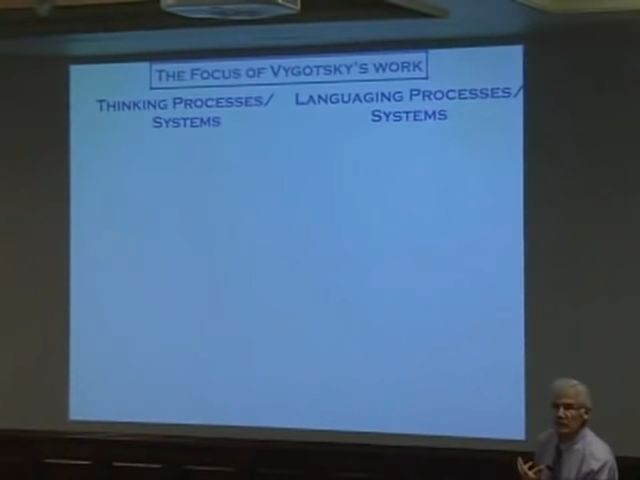 THE FOCUS OF VYGOTSKY'S WORK
THINKING PROCESSES/ LANGUAGING PROCESSES/
SYSTEMS SYSTEMS